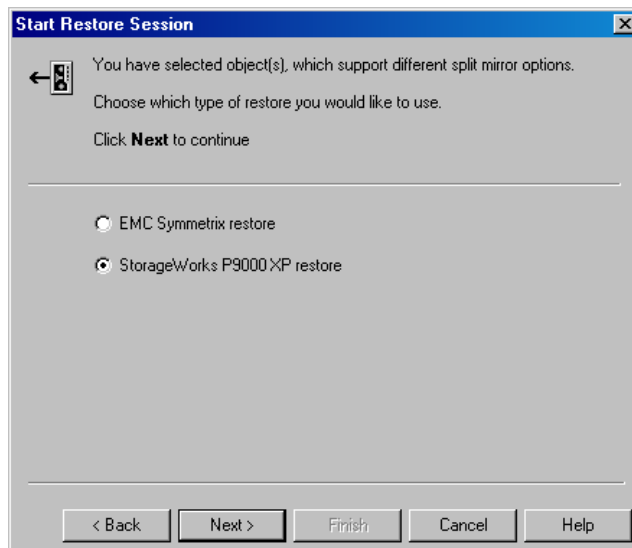 Start Restore Session
You have selected object(s), which support different split mirror options.
Choose which type of restore you would like to use.
Click Next to continue
EMC Symmetrix restore
StorageWorks P9000 XP restore
< Back
Next >
Finish
Cancel
Help